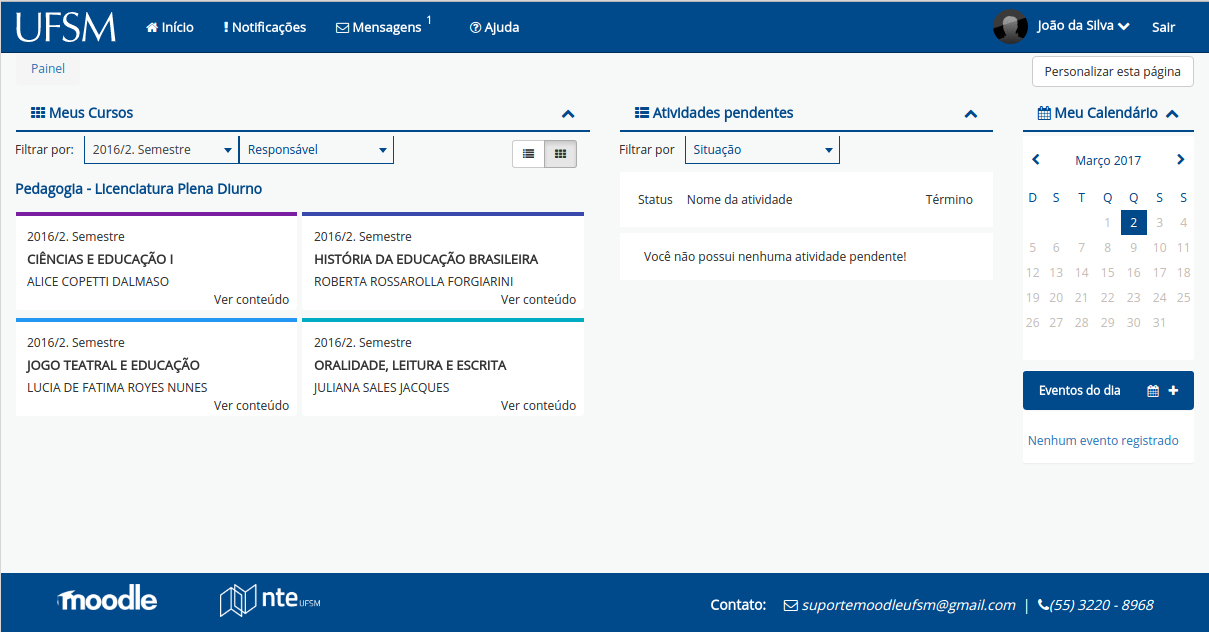 UFSM Início Notificações Mensagens 1 Ajuda João da Silva Sair
Painel
Personalizar esta página
Meus Cursos
Filtrar por: 2016/2. Semestre Responsável
Pedagogia - Licenciatura Plena Diurno
2016/2. Semestre
CIÊNCIAS E EDUCAÇÃO I
ALICE COPETTI DALMASO
Ver conteúdo
2016/2. Semestre
HISTÓRIA DA EDUCAÇÃO BRASILEIRA
ROBERTA ROSSAROLLA FORGIARINI
Ver conteúdo
2016/2. Semestre
JOGO TEATRAL E EDUCAÇÃO
LUCIA DE FATIMA ROYES NUNES
Ver conteúdo
2016/2. Semestre
ORALIDADE, LEITURA E ESCRITA
JULIANA SALES JACQUES
Ver conteúdo
Atividades pendentes
Filtrar por Situação
Status Nome da atividade Término
Você não possui nenhuma atividade pendente!
Meu Calendário
Março 2017
D S T Q Q S S
1 2 3 4
5 6 7 8 9 10 11
12 13 14 15 16 17 18
19 20 21 22 23 24 25
26 27 28 29 30 31
Eventos do dia
Nenhum evento registrado
moodle nte UFSM Contato: suportemoodleufsm@gmail.com | (55) 3220 - 8968